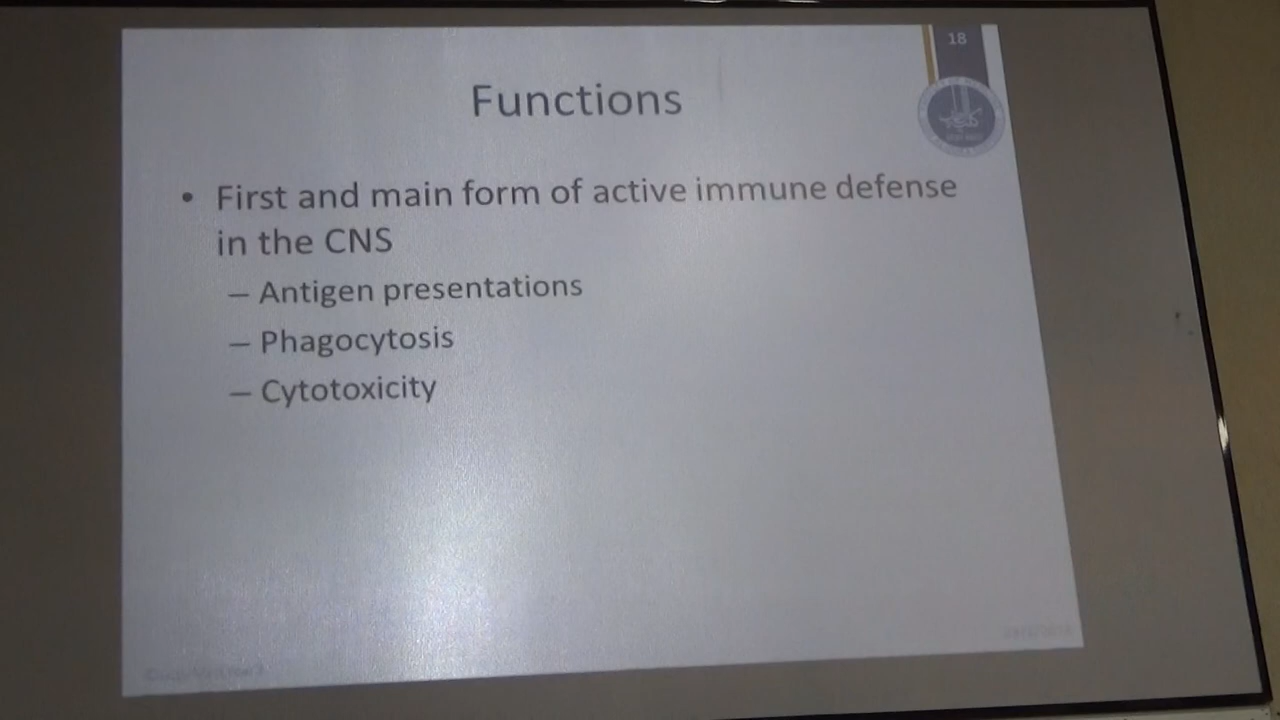 18
Functions
• First and main form of active immune defense
in the CNS
– Antigen presentations
– Phagocytosis
– Cytotoxicity